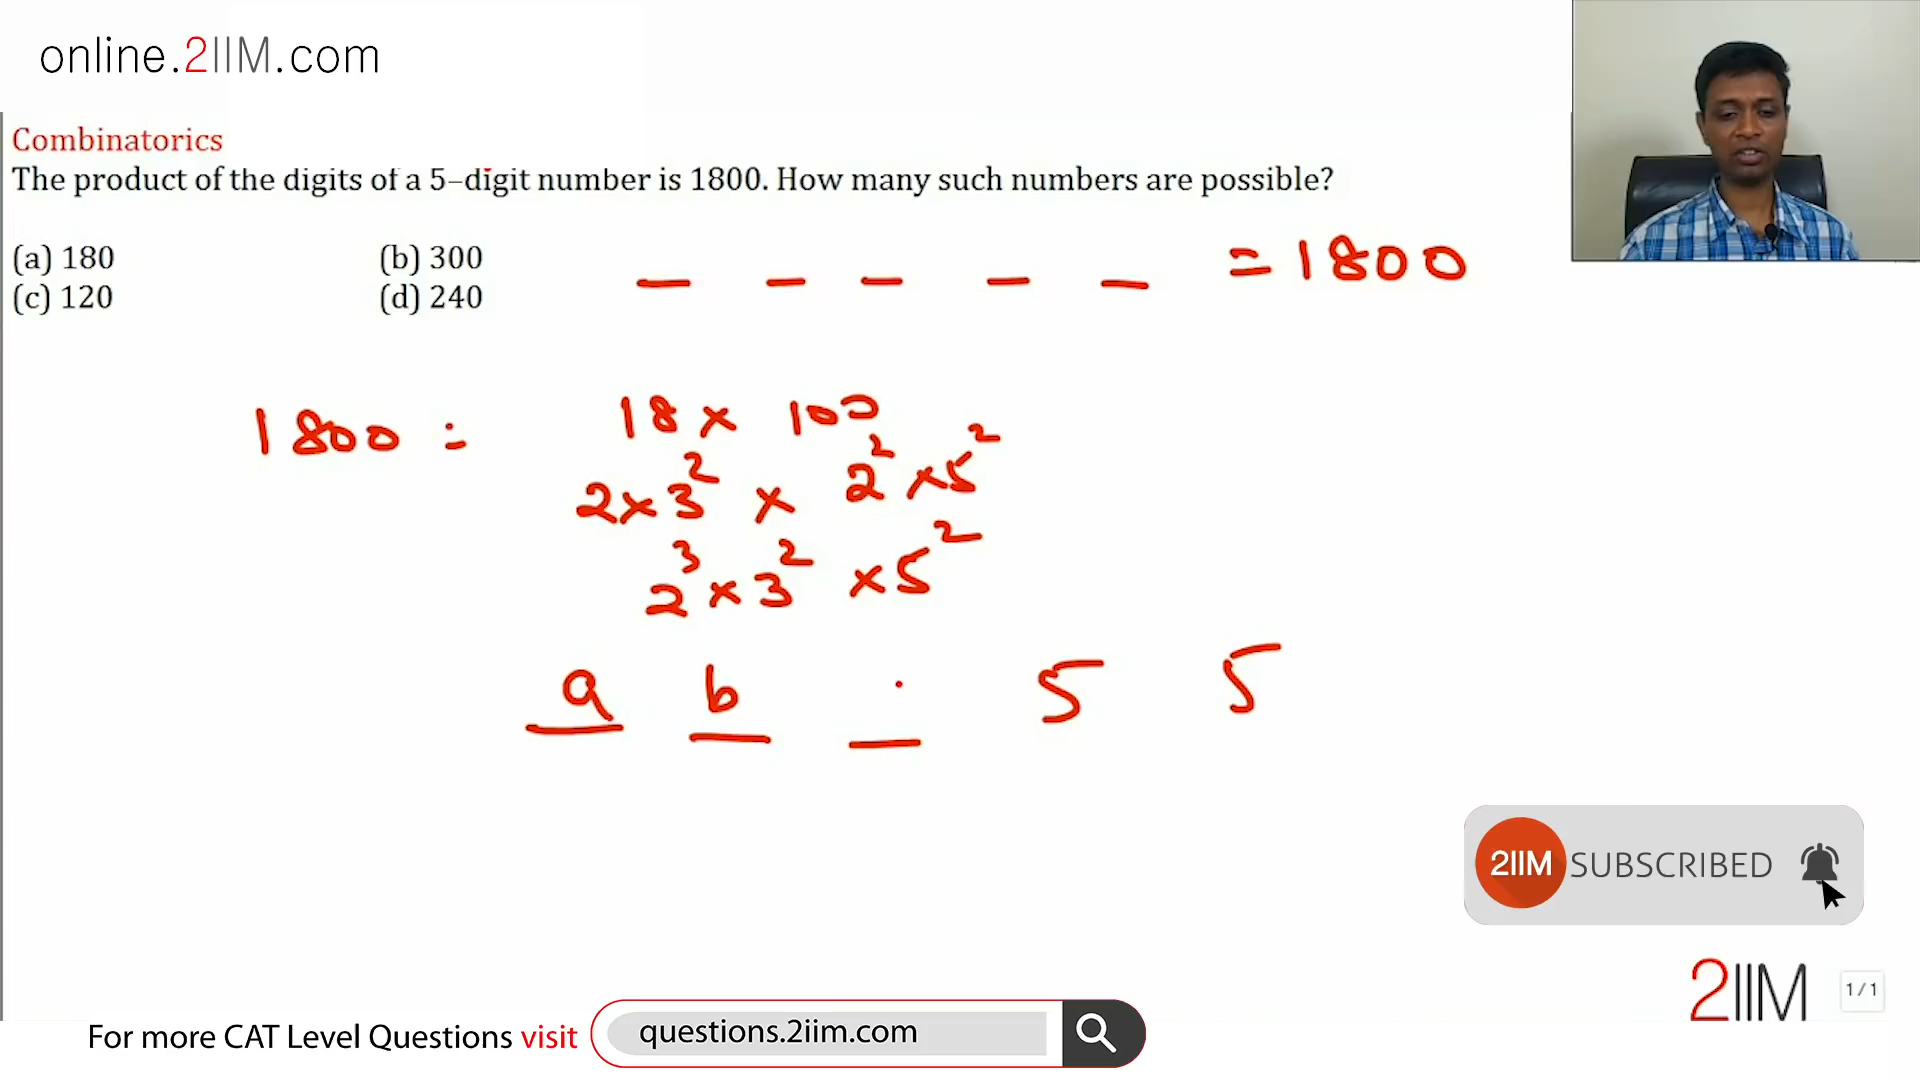 online.2IIM.com
Combinatorics
The product of the digits of a 5–digit number is 1800. How many such numbers are possible?
(a) 180 (b) 300
(c) 120 (d) 240
_ _ _ _ _ = 1800
1800 = 18 x 100
2 x 3² x 2² x 5²
2³ x 3² x 5²
a b _ 5 5
2IIM SUBSCRIBED
2IIM 1/1
For more CAT Level Questions visit questions.2iim.com